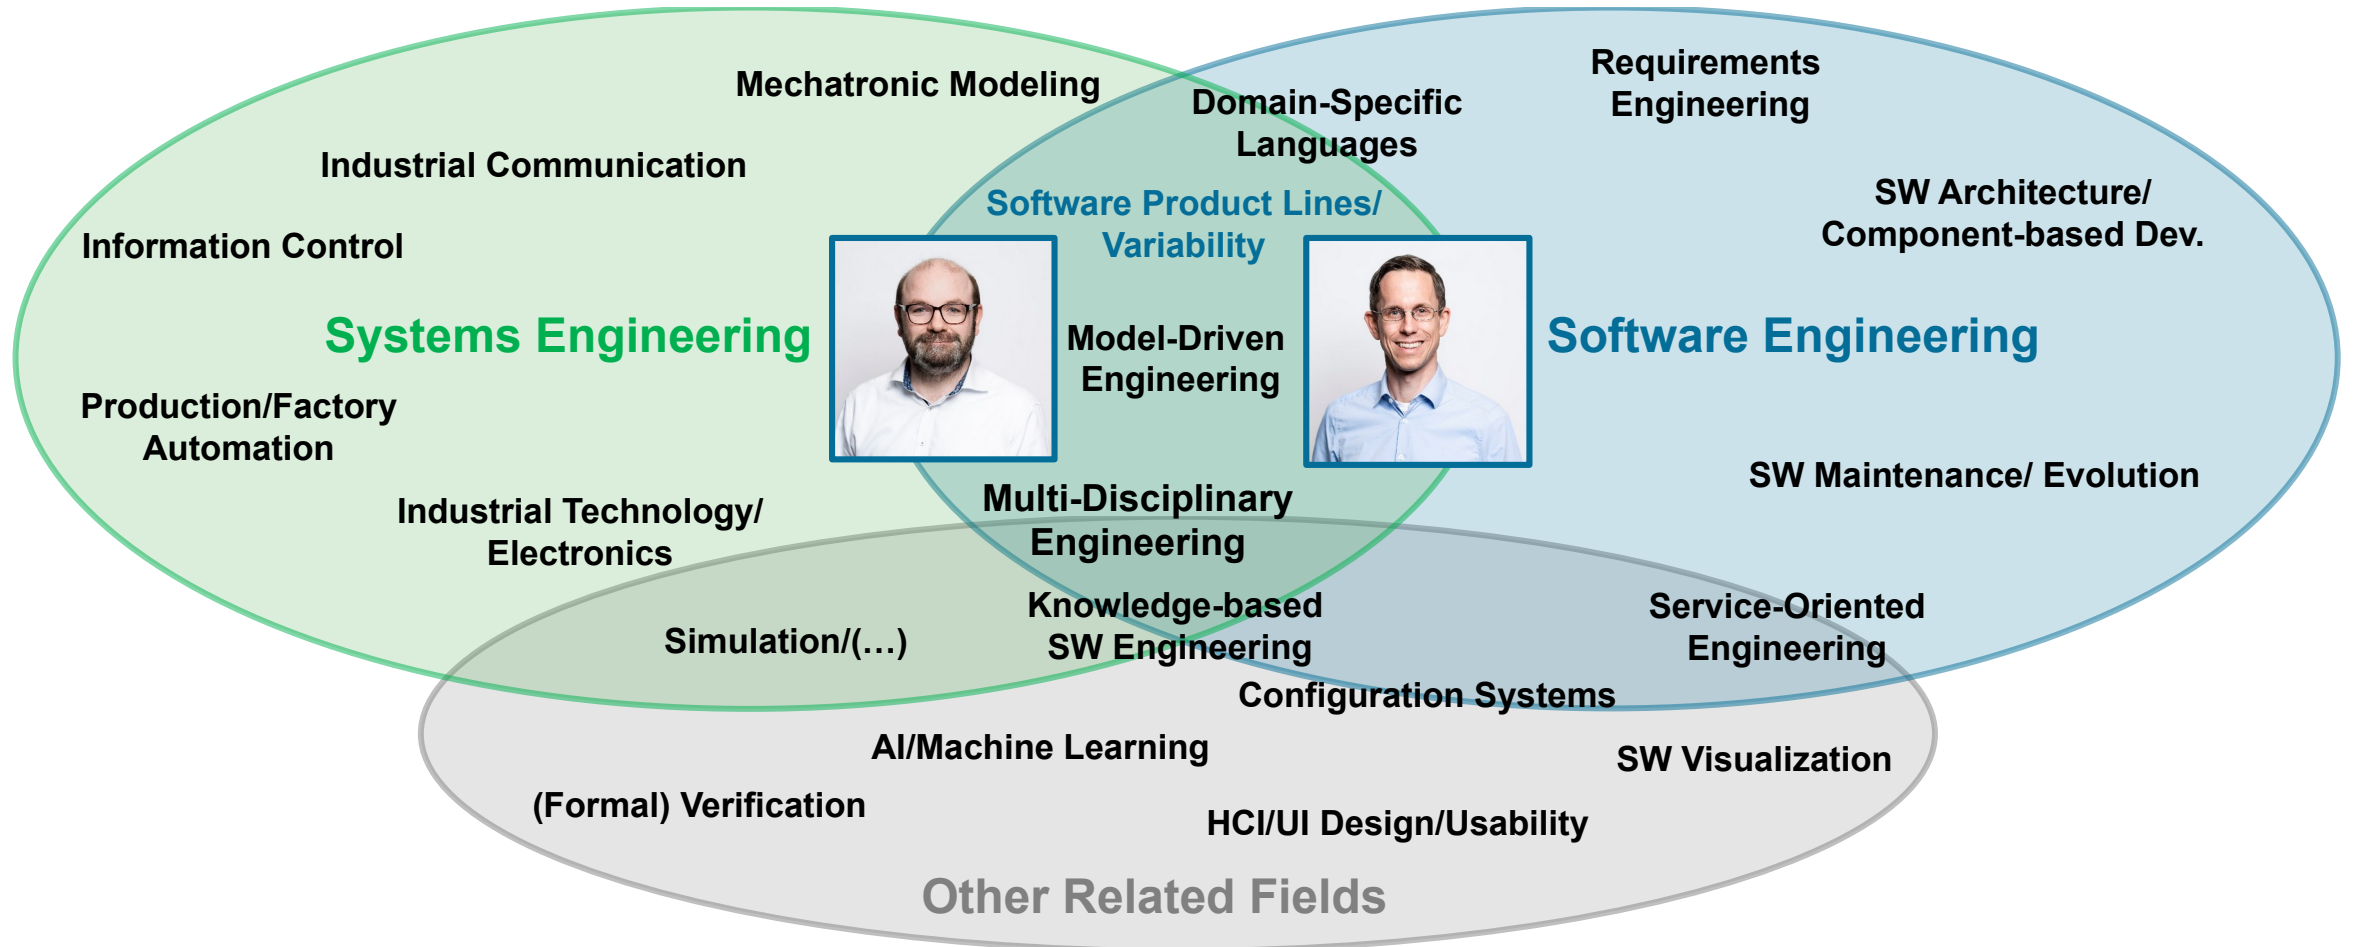 Mechatronic Modeling
Requirements
Engineering
Domain-Specific
Languages
Industrial Communication
Software Product Lines/
Variability
SW Architecture/
Component-based Dev.
Information Control
Systems Engineering
Model-Driven
Engineering
Software Engineering
Production/Factory
Automation
Industrial Technology/
Electronics
Multi-Disciplinary
Engineering
SW Maintenance/ Evolution
Simulation/(…)
Knowledge-based
SW Engineering
Service-Oriented
Engineering
Configuration Systems
AI/Machine Learning
SW Visualization
(Formal) Verification
HCI/UI Design/Usability
Other Related Fields